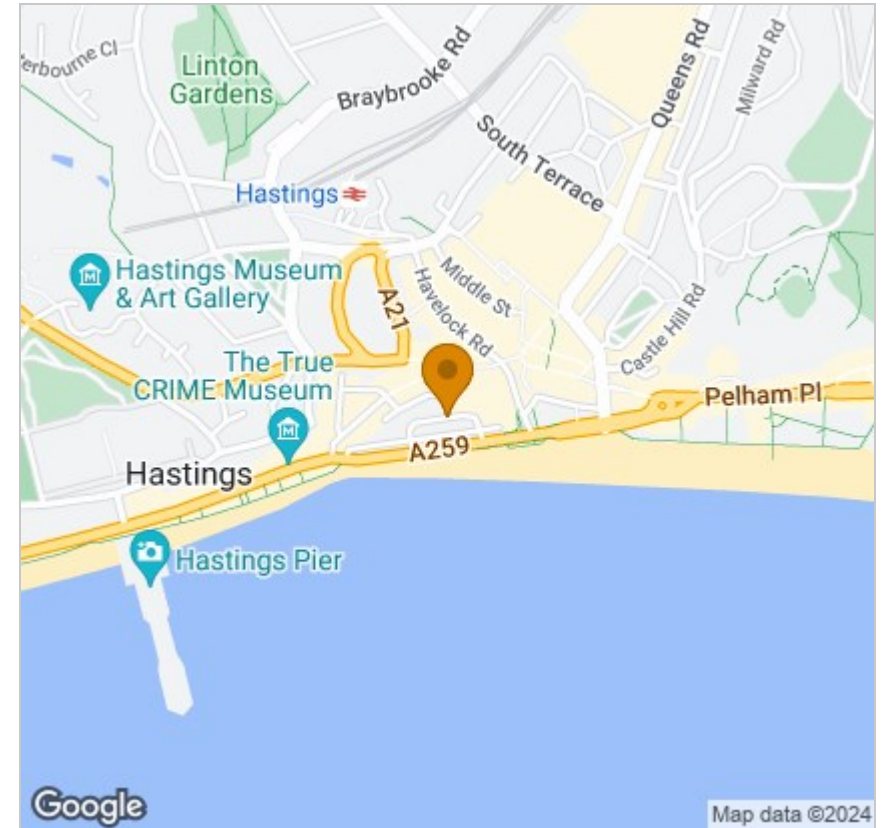 erbourne Cl
Linton
Gardens
Braybrooke Rd
Queens Rd
Milward Rd
South Terrace
Hastings
Hastings Museum
& Art Gallery
A21
Middle St
Havelock Rd
Castle Hill Rd
The True
CRIME Museum
Pelham Pl
A259
Hastings
Hastings Pier
Google
Map data ©2024